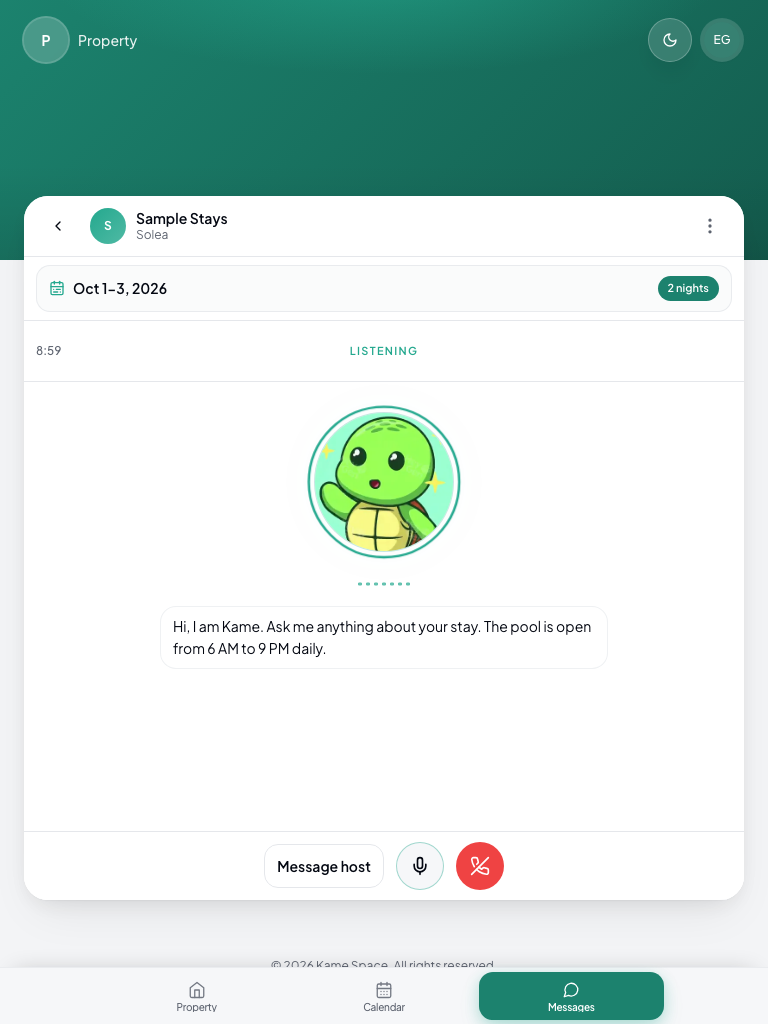 P
Property
EG
S
Sample Stays
Solea
Oct 1–3, 2026
2 nights
8:59
LISTENING
Hi, I am Kame. Ask me anything about your stay. The pool is open
from 6 AM to 9 PM daily.
Message host
© 2026 Kame Space. All rights reserved.
Property
Calendar
Messages